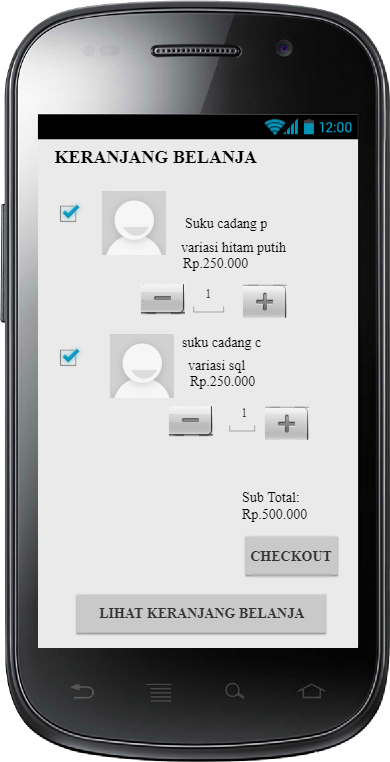 12:00
KERANJANG BELANJA
Suku cadang p
variasi hitam putih
Rp.250.000
1
suku cadang c
variasi sql
Rp.250.000
1
Sub Total:
Rp.500.000
CHECKOUT
LIHAT KERANJANG BELANJA